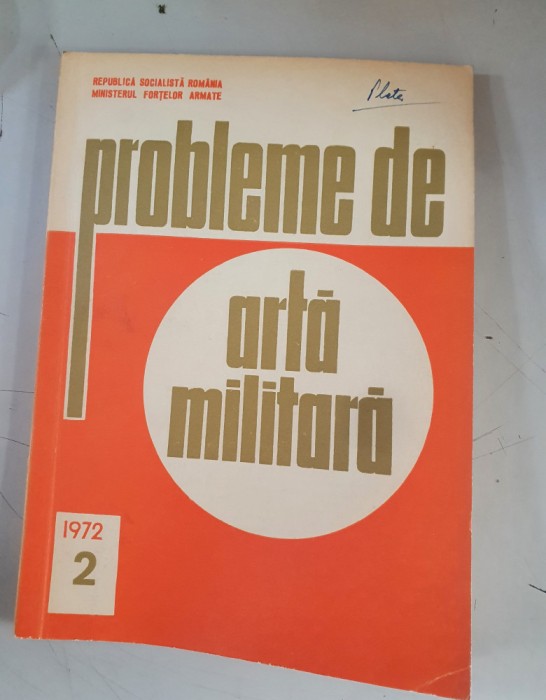 REPUBLICA SOCIALISTĂ ROMÂNIA
MINISTERUL FORȚELOR ARMATE
probleme de
artă
militară
1972
2